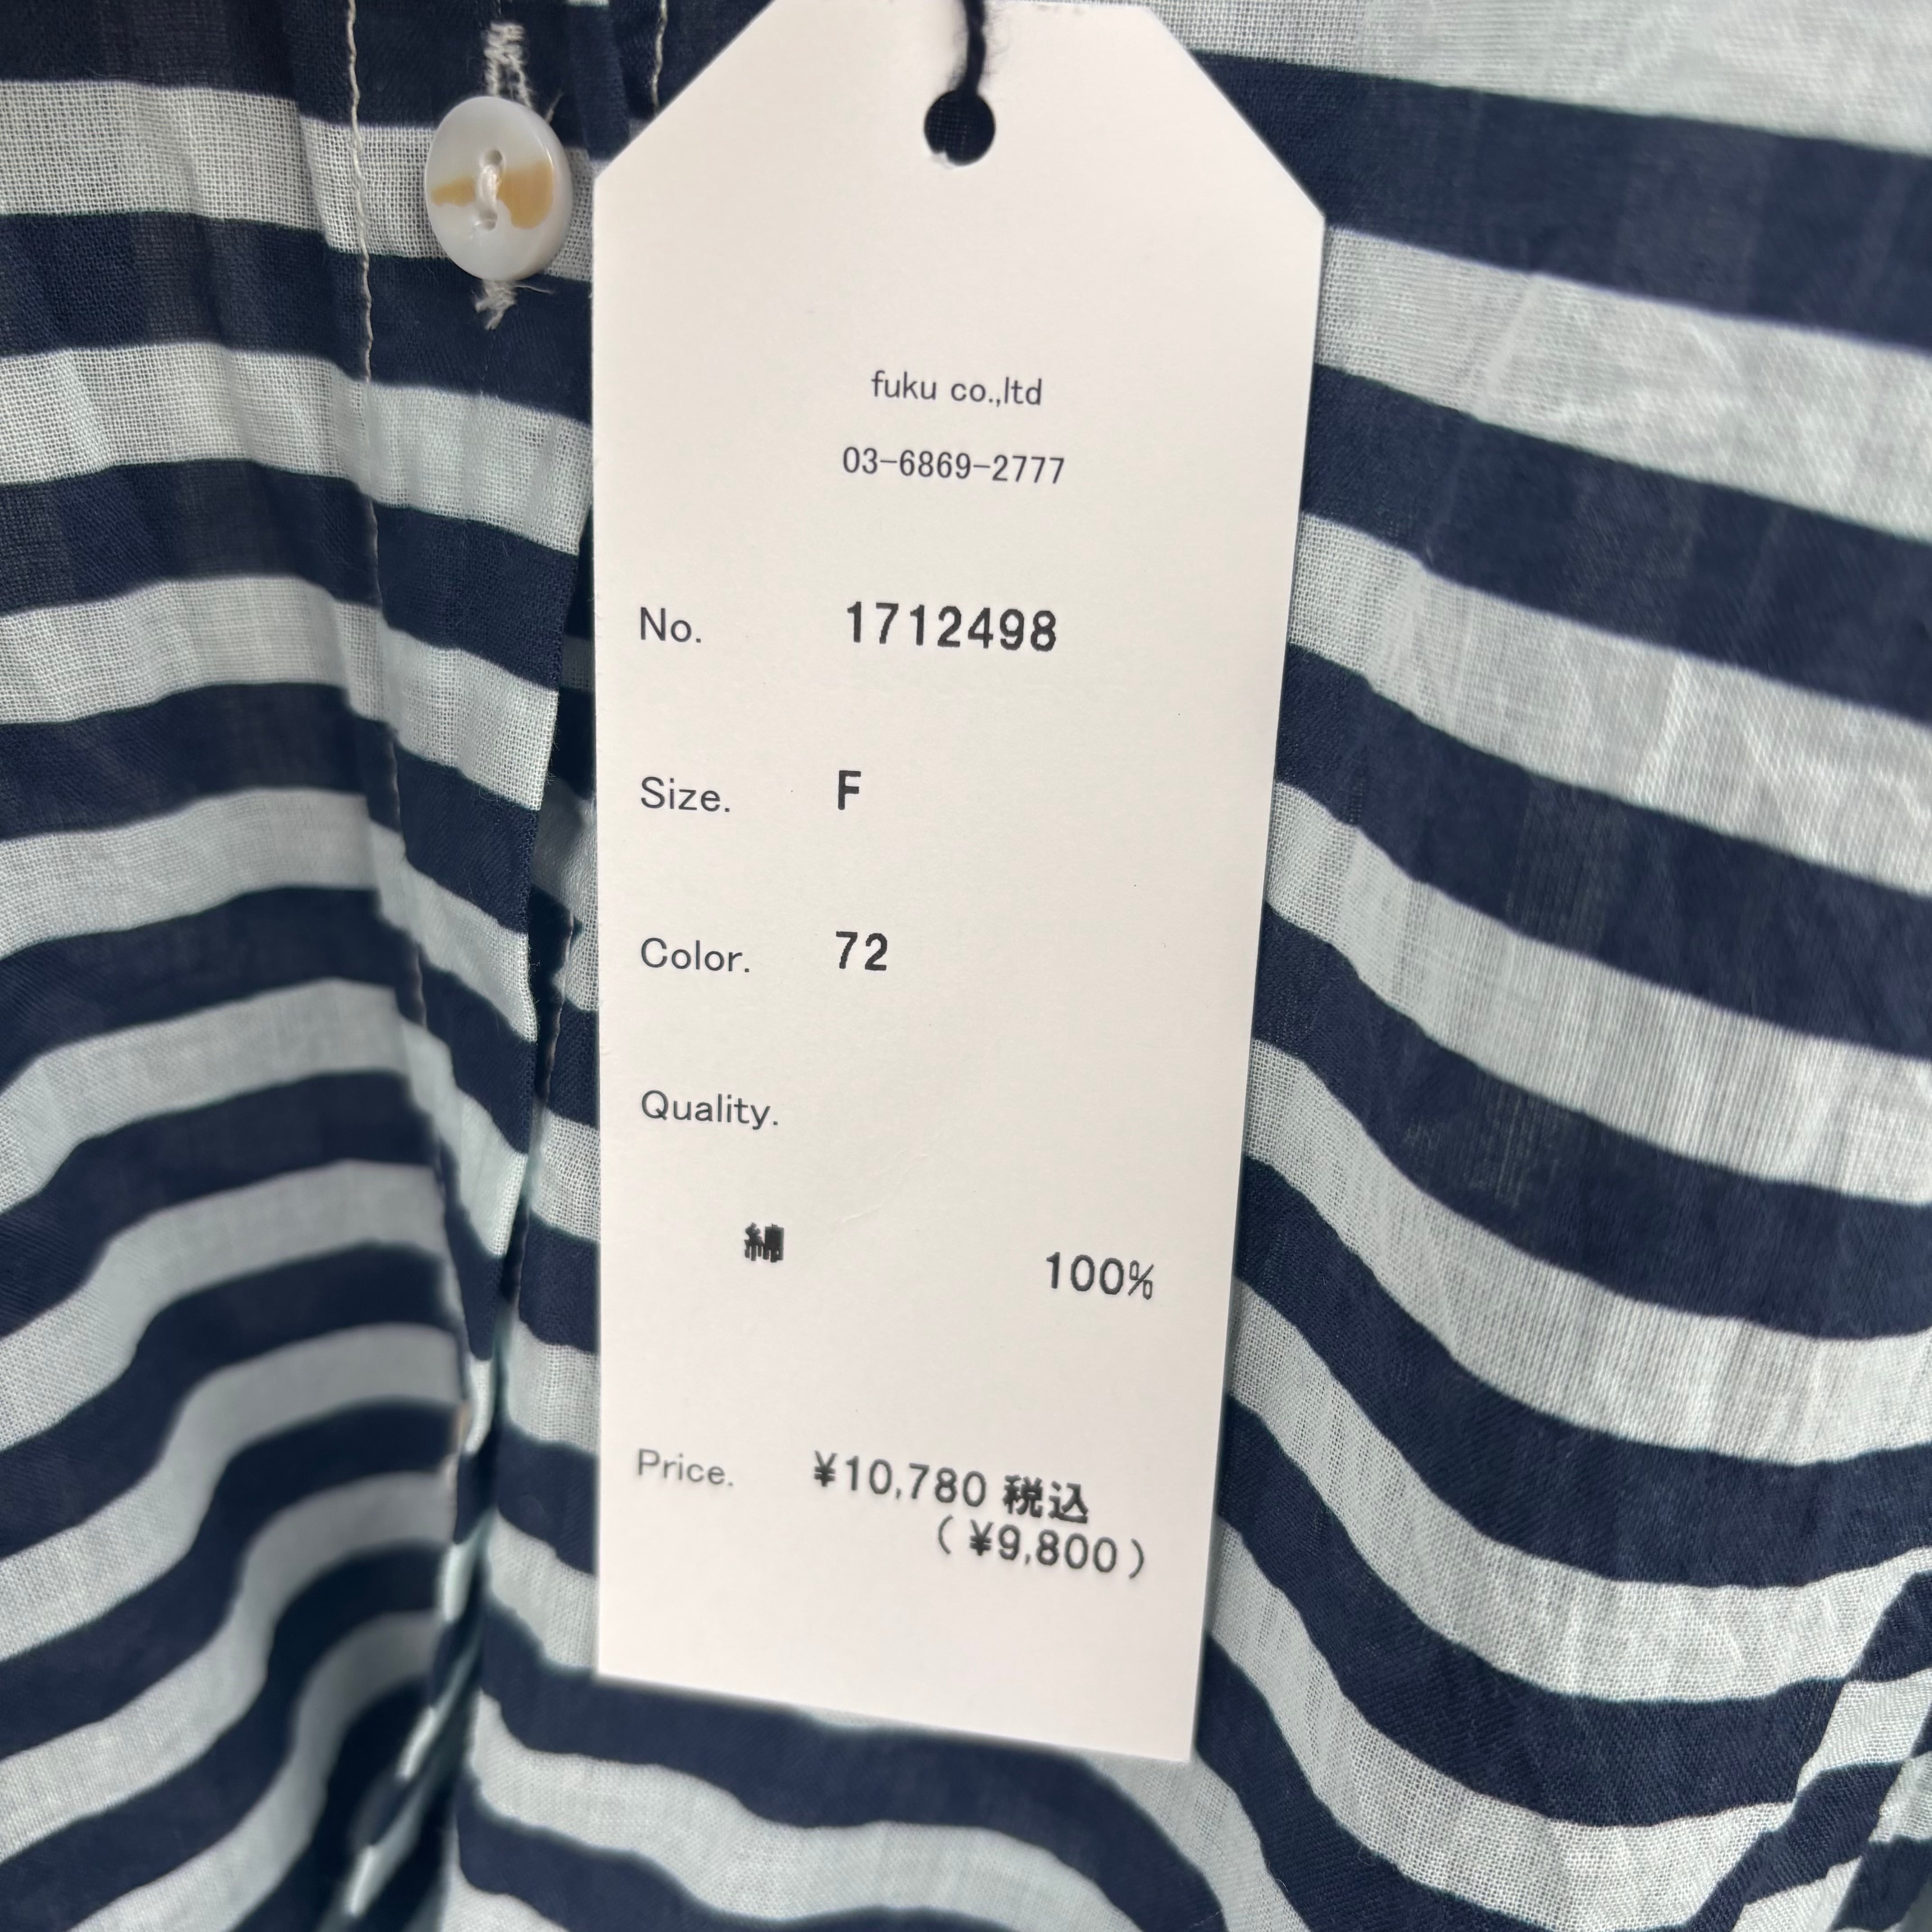 fuku co.,ltd
03-6869-2777
No. 1712498
Size. F
Color. 72
Quality.
綿 100%
Price. ¥10,780 税込
(¥9,800)